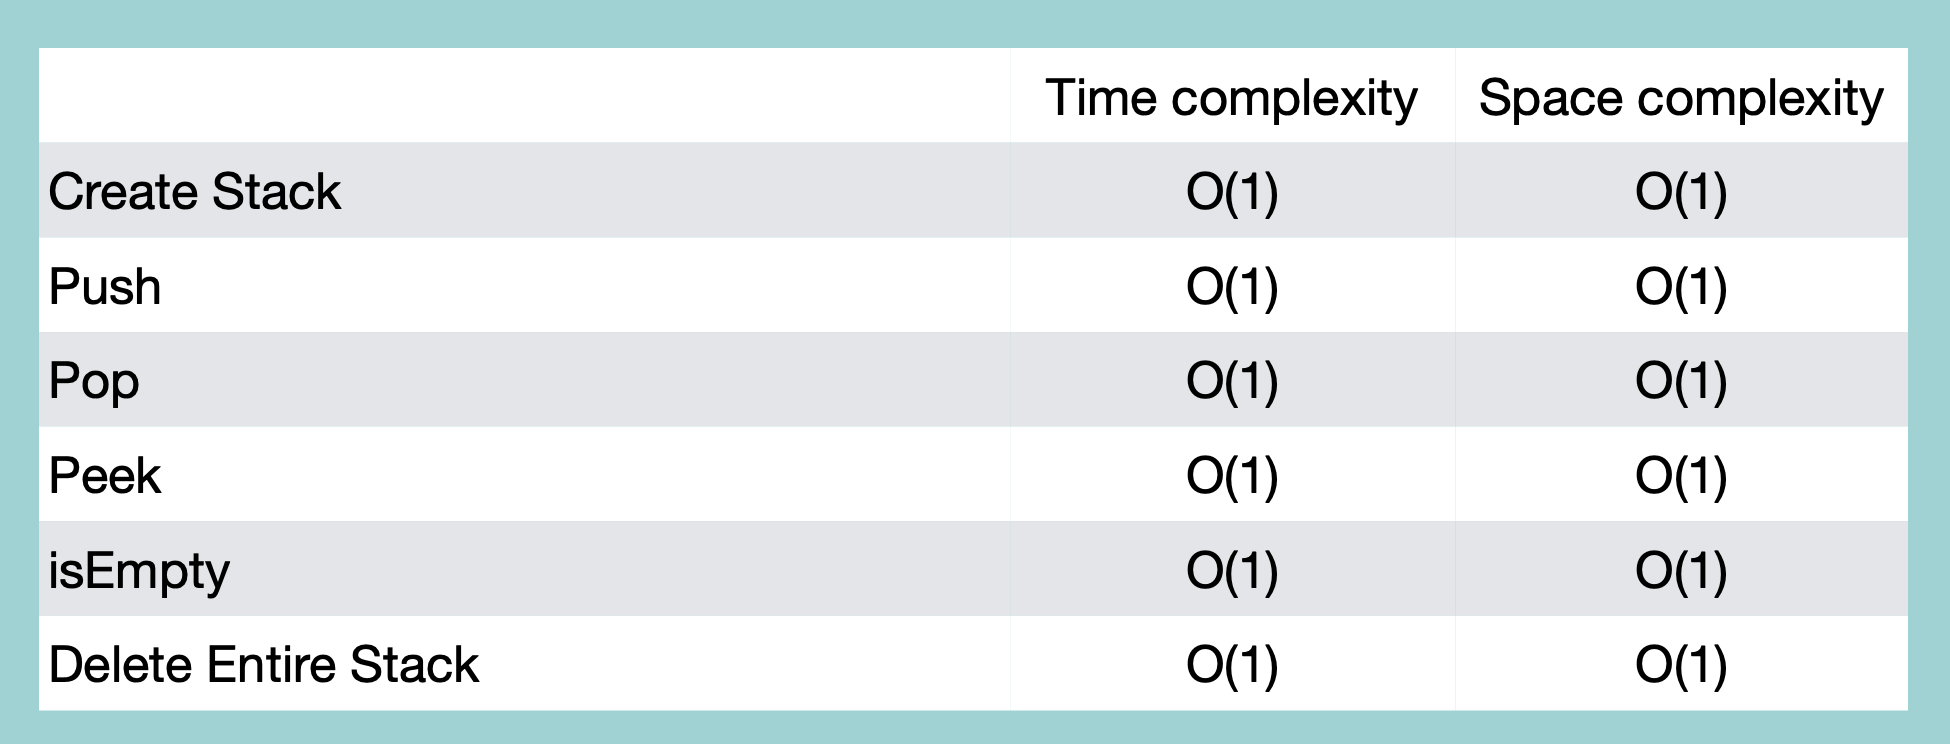 Time complexity Space complexity
Create Stack O(1) O(1)
Push O(1) O(1)
Pop O(1) O(1)
Peek O(1) O(1)
isEmpty O(1) O(1)
Delete Entire Stack O(1) O(1)